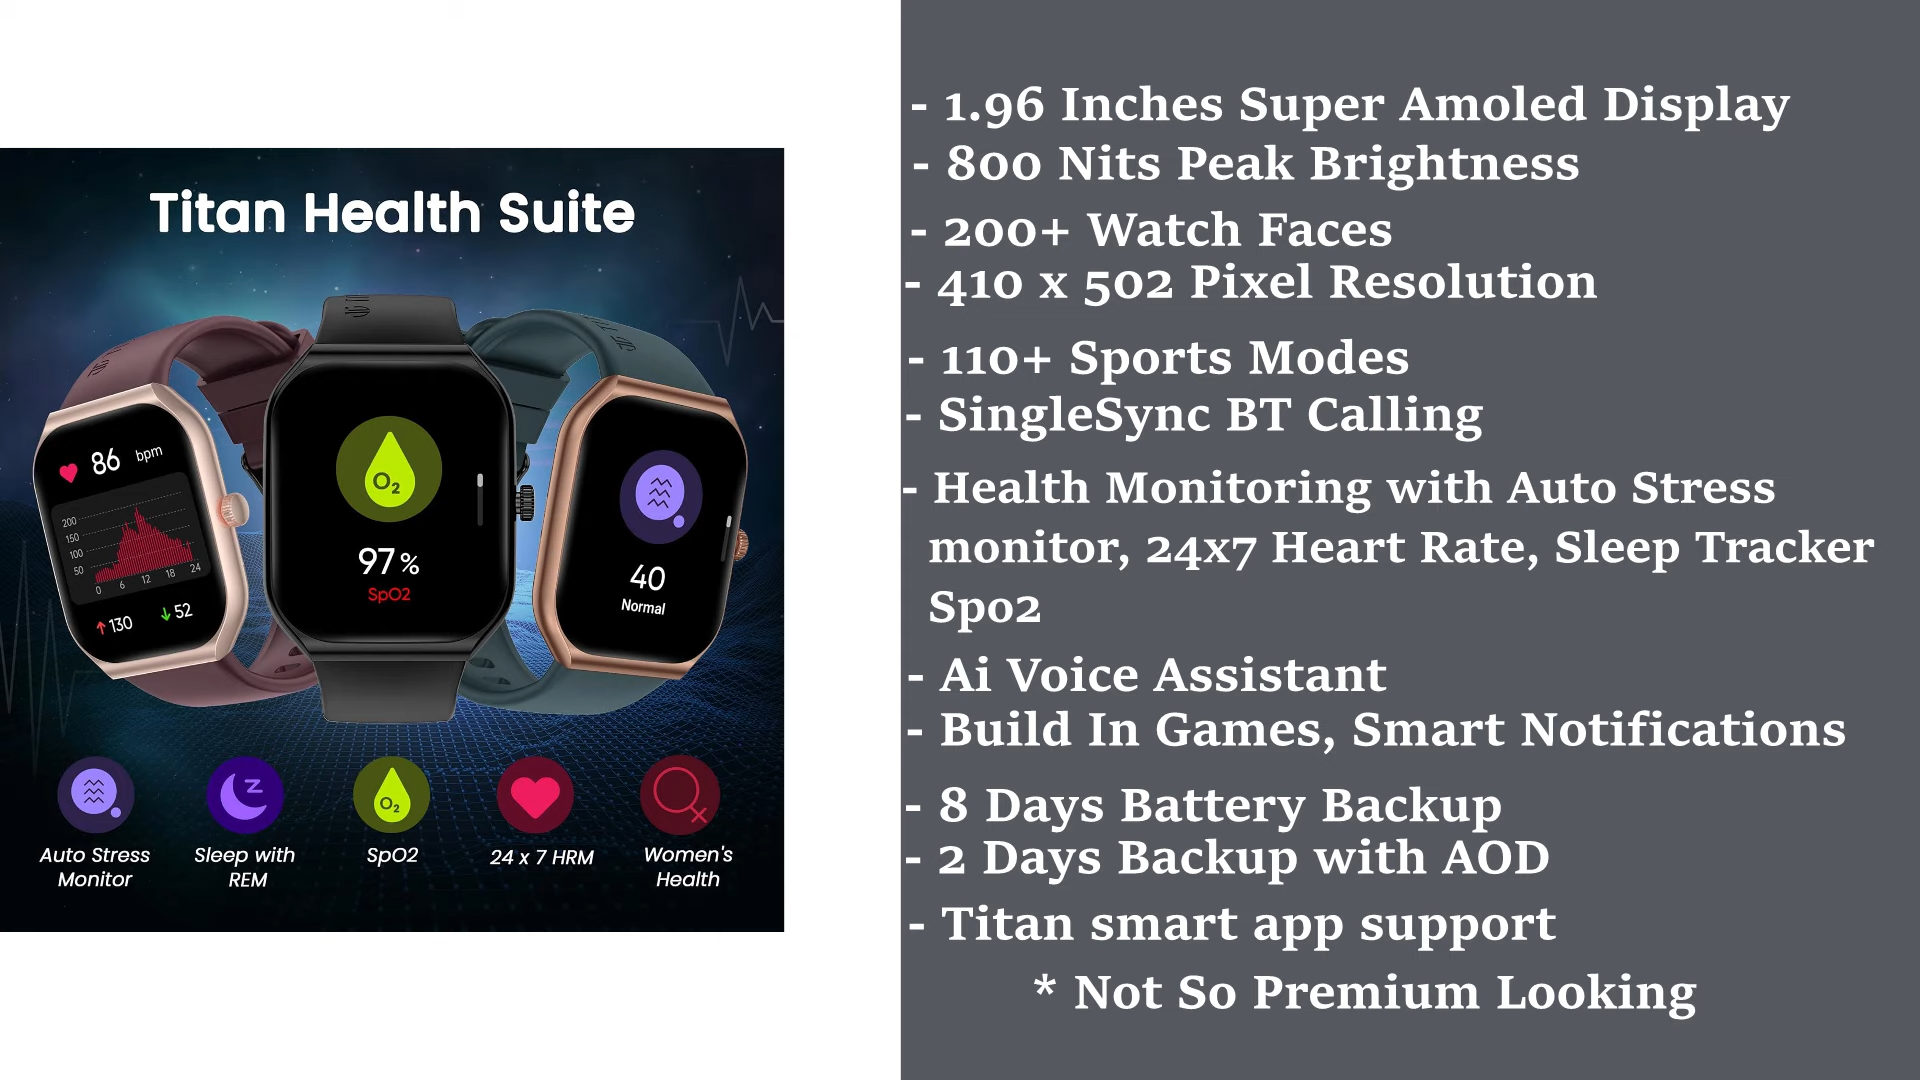 Titan Health Suite
86 bpm
200
150
100
50
0 6 12 18 24
130 52
O2
97%
SpO2
40
Normal
O2
Auto Stress
Monitor
Sleep with
REM
SpO2
24 x 7 HRM
Women's
Health
- 1.96 Inches Super Amoled Display
- 800 Nits Peak Brightness
- 200+ Watch Faces
- 410 x 502 Pixel Resolution
- 110+ Sports Modes
- SingleSync BT Calling
- Health Monitoring with Auto Stress
monitor, 24x7 Heart Rate, Sleep Tracker
Spo2
- Ai Voice Assistant
- Build In Games, Smart Notifications
- 8 Days Battery Backup
- 2 Days Backup with AOD
- Titan smart app support
* Not So Premium Looking